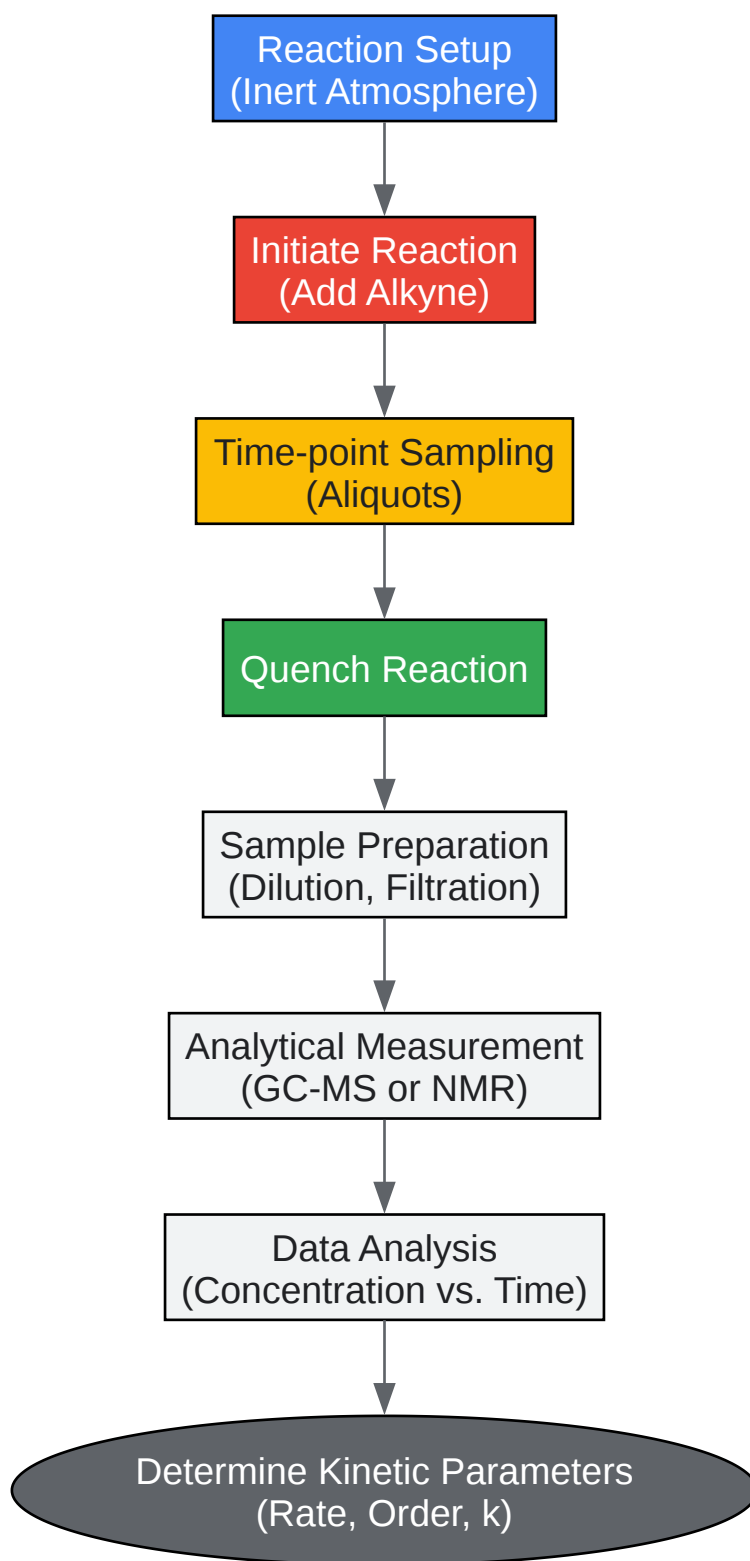 Reaction Setup
(Inert Atmosphere)
Initiate Reaction
(Add Alkyne)
Time-point Sampling
(Aliquots)
Quench Reaction
Sample Preparation
(Dilution, Filtration)
Analytical Measurement
(GC-MS or NMR)
Data Analysis
(Concentration vs. Time)
Determine Kinetic Parameters
(Rate, Order, k)